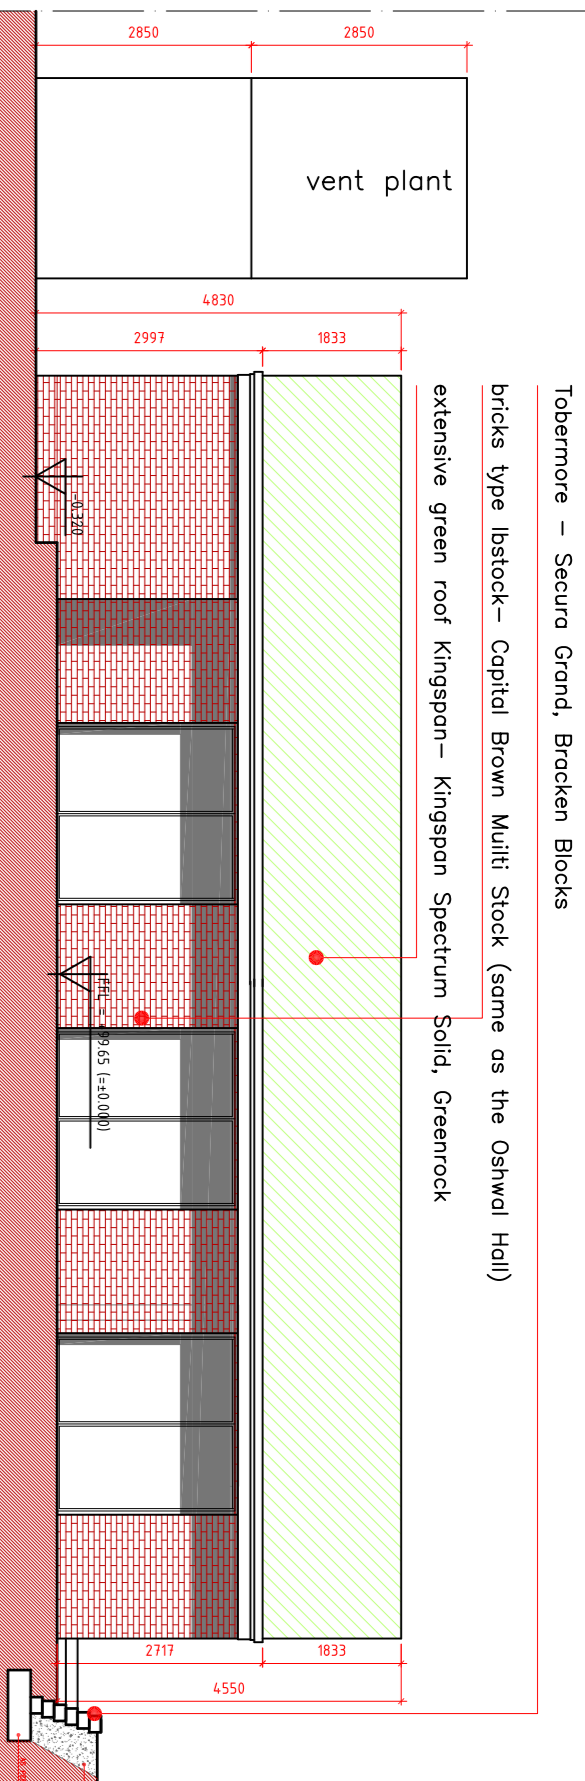 Tobermore – Secura Grand, Bracken Blocks
bricks type Ibstock– Capital Brown Muilti Stock (same as the Oshwal Hall)
extensive green roof Kingspan– Kingspan Spectrum Solid, Greenrock
2850
2850
vent plant
4830
2997
1833
-0.320
FFL = +99.65 (=±0.000)
2717
1833
4550